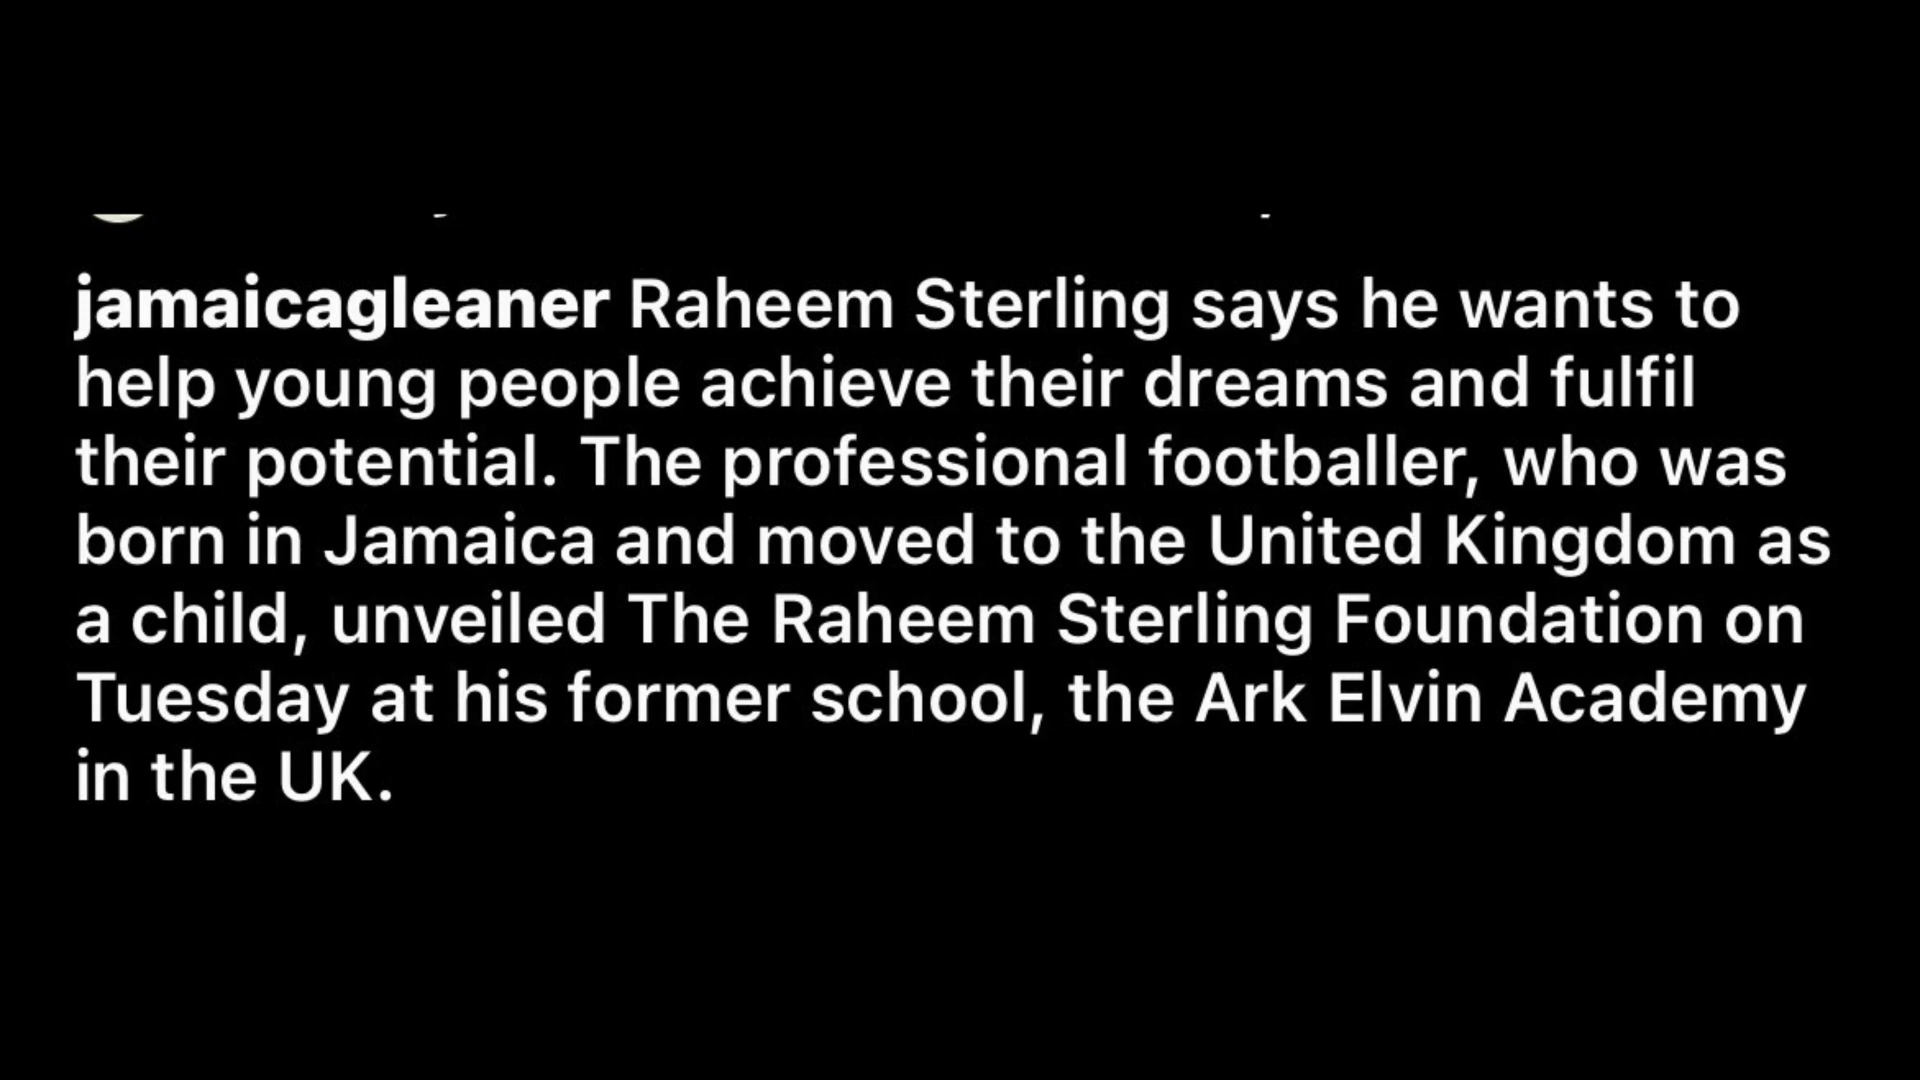 jamaicagleaner Raheem Sterling says he wants to
help young people achieve their dreams and fulfil
their potential. The professional footballer, who was
born in Jamaica and moved to the United Kingdom as
a child, unveiled The Raheem Sterling Foundation on
Tuesday at his former school, the Ark Elvin Academy
in the UK.